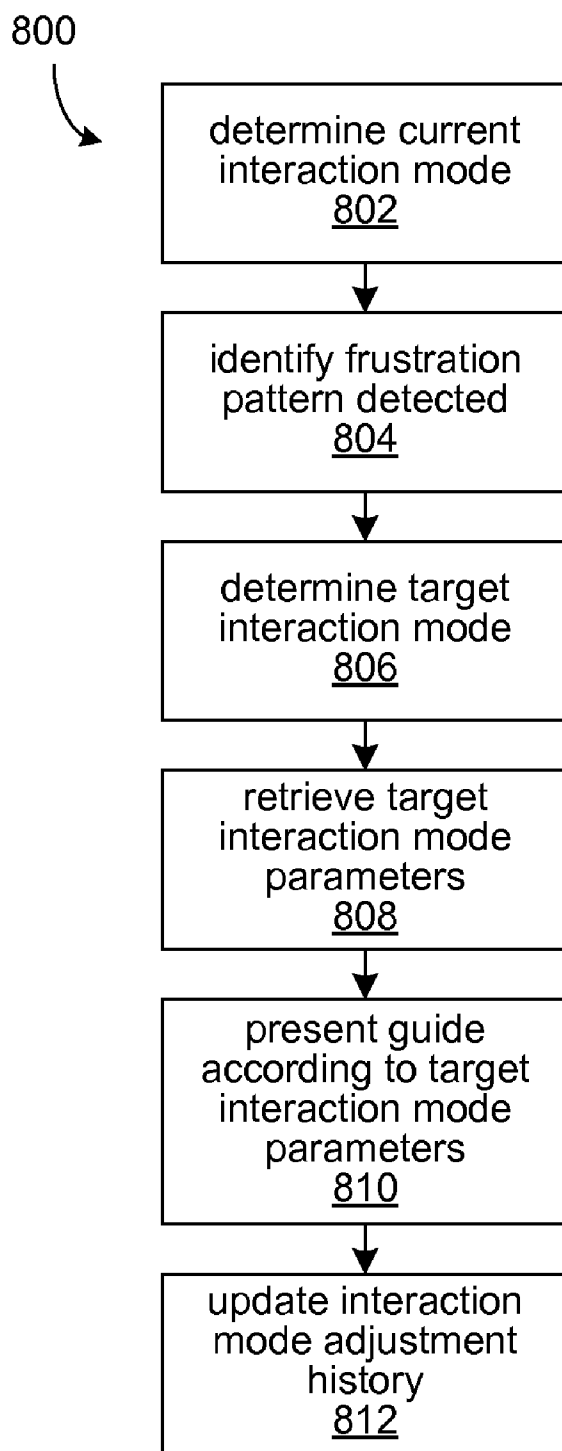 800
determine current
interaction mode
802
identify frustration
pattern detected
804
determine target
interaction mode
806
retrieve target
interaction mode
parameters
808
present guide
according to target
interaction mode
parameters
810
update interaction
mode adjustment
history
812